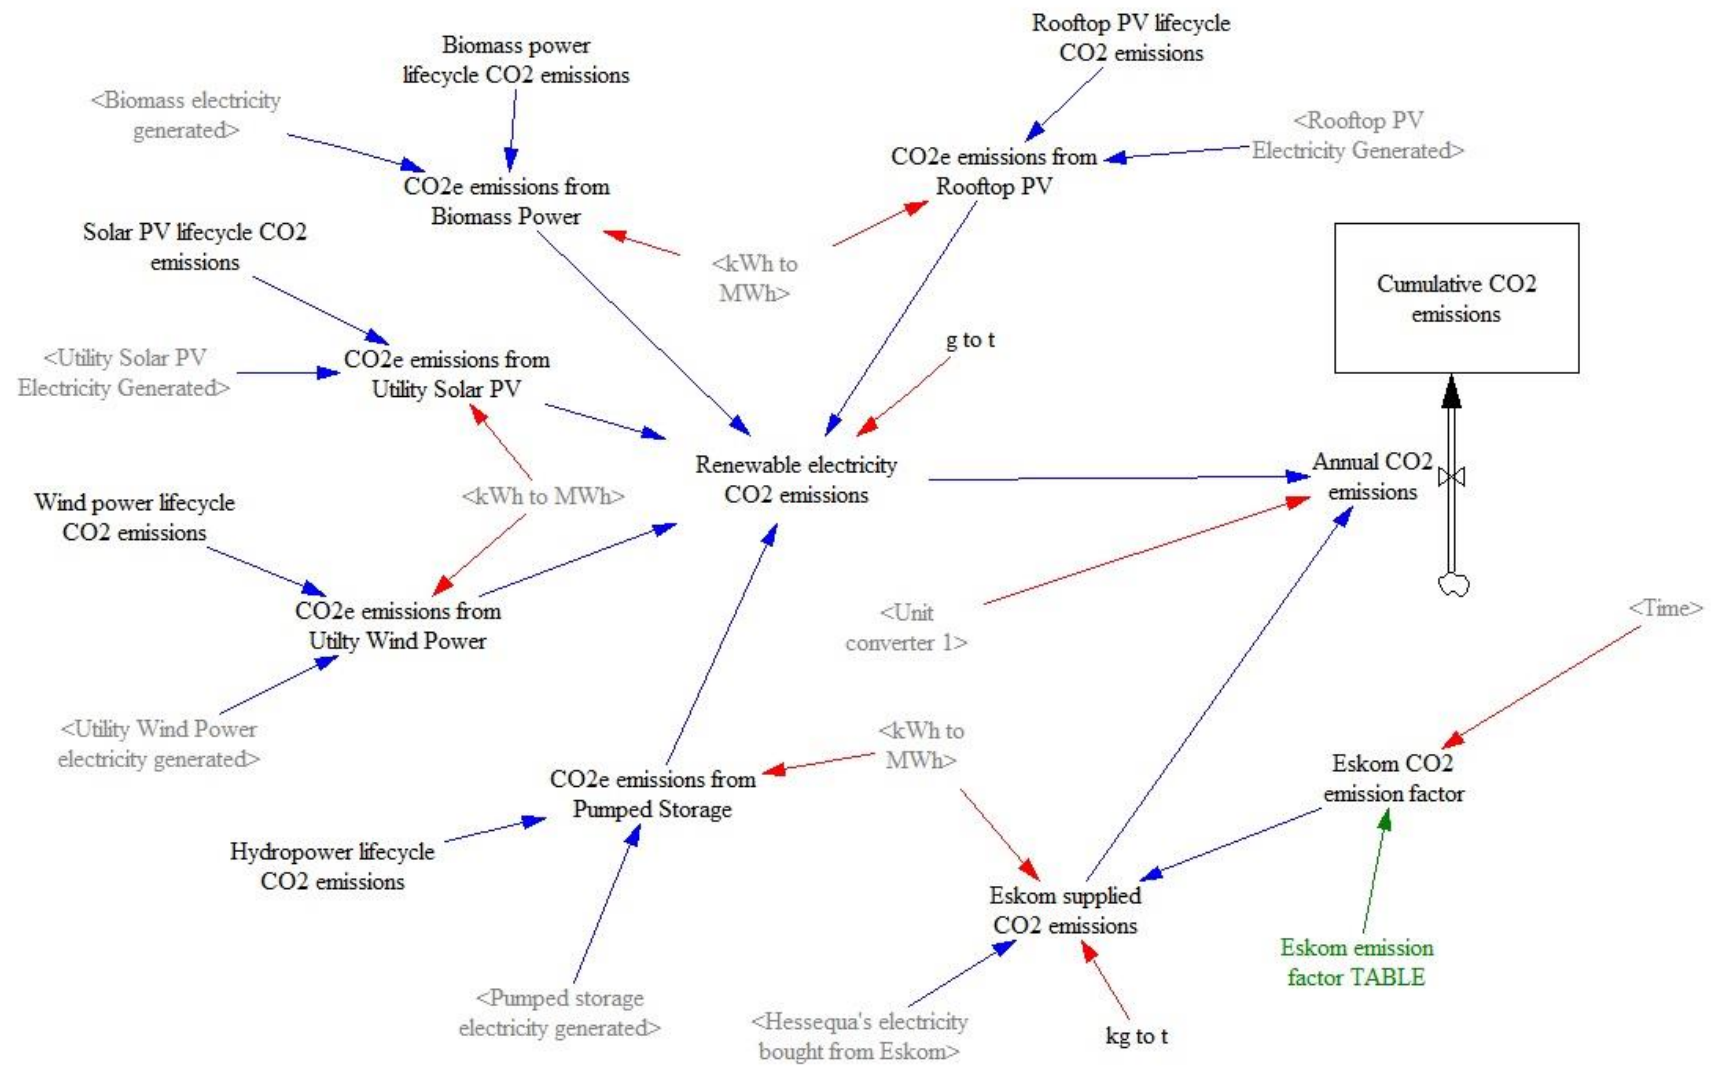 Rooftop PV lifecycle
CO2 emissions
Biomass power
lifecycle CO2 emissions
<Biomass electricity
generated>
<Rooftop PV
Electricity Generated>
CO2e emissions from
Rooftop PV
CO2e emissions from
Biomass Power
Solar PV lifecycle CO2
emissions
<kWh to
MWh>
Cumulative CO2
emissions
g to t
<Utility Solar PV
Electricity Generated>
CO2e emissions from
Utility Solar PV
Renewable electricity
CO2 emissions
Annual CO2
emissions
<kWh to MWh>
Wind power lifecycle
CO2 emissions
CO2e emissions from
Utilty Wind Power
<Unit
converter 1>
<Time>
<Utility Wind Power
electricity generated>
<kWh to
MWh>
CO2e emissions from
Pumped Storage
Eskom CO2
emission factor
Hydropower lifecycle
CO2 emissions
Eskom supplied
CO2 emissions
Eskom emission
factor TABLE
<Pumped storage
electricity generated>
<Hessequa's electricity
bought from Eskom>
kg to t